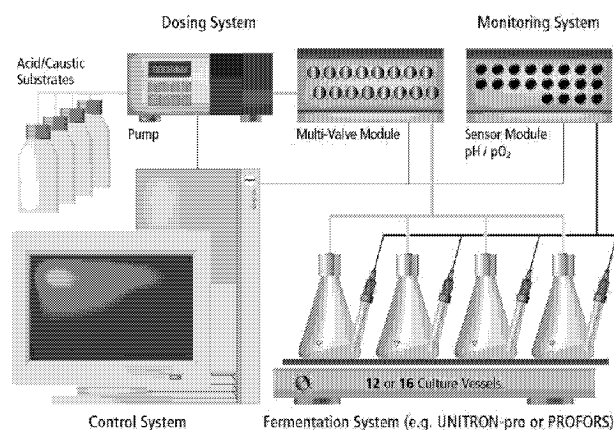 Dosing System
Monitoring System
Acid/Caustic
Substrates
Pump
Multi-Valve Module
Sensor Module
pH / pO₂
12 or 16 Culture Vessels
Control System
Fermentation System (e.g. UNITRON-pro or PROFORS)